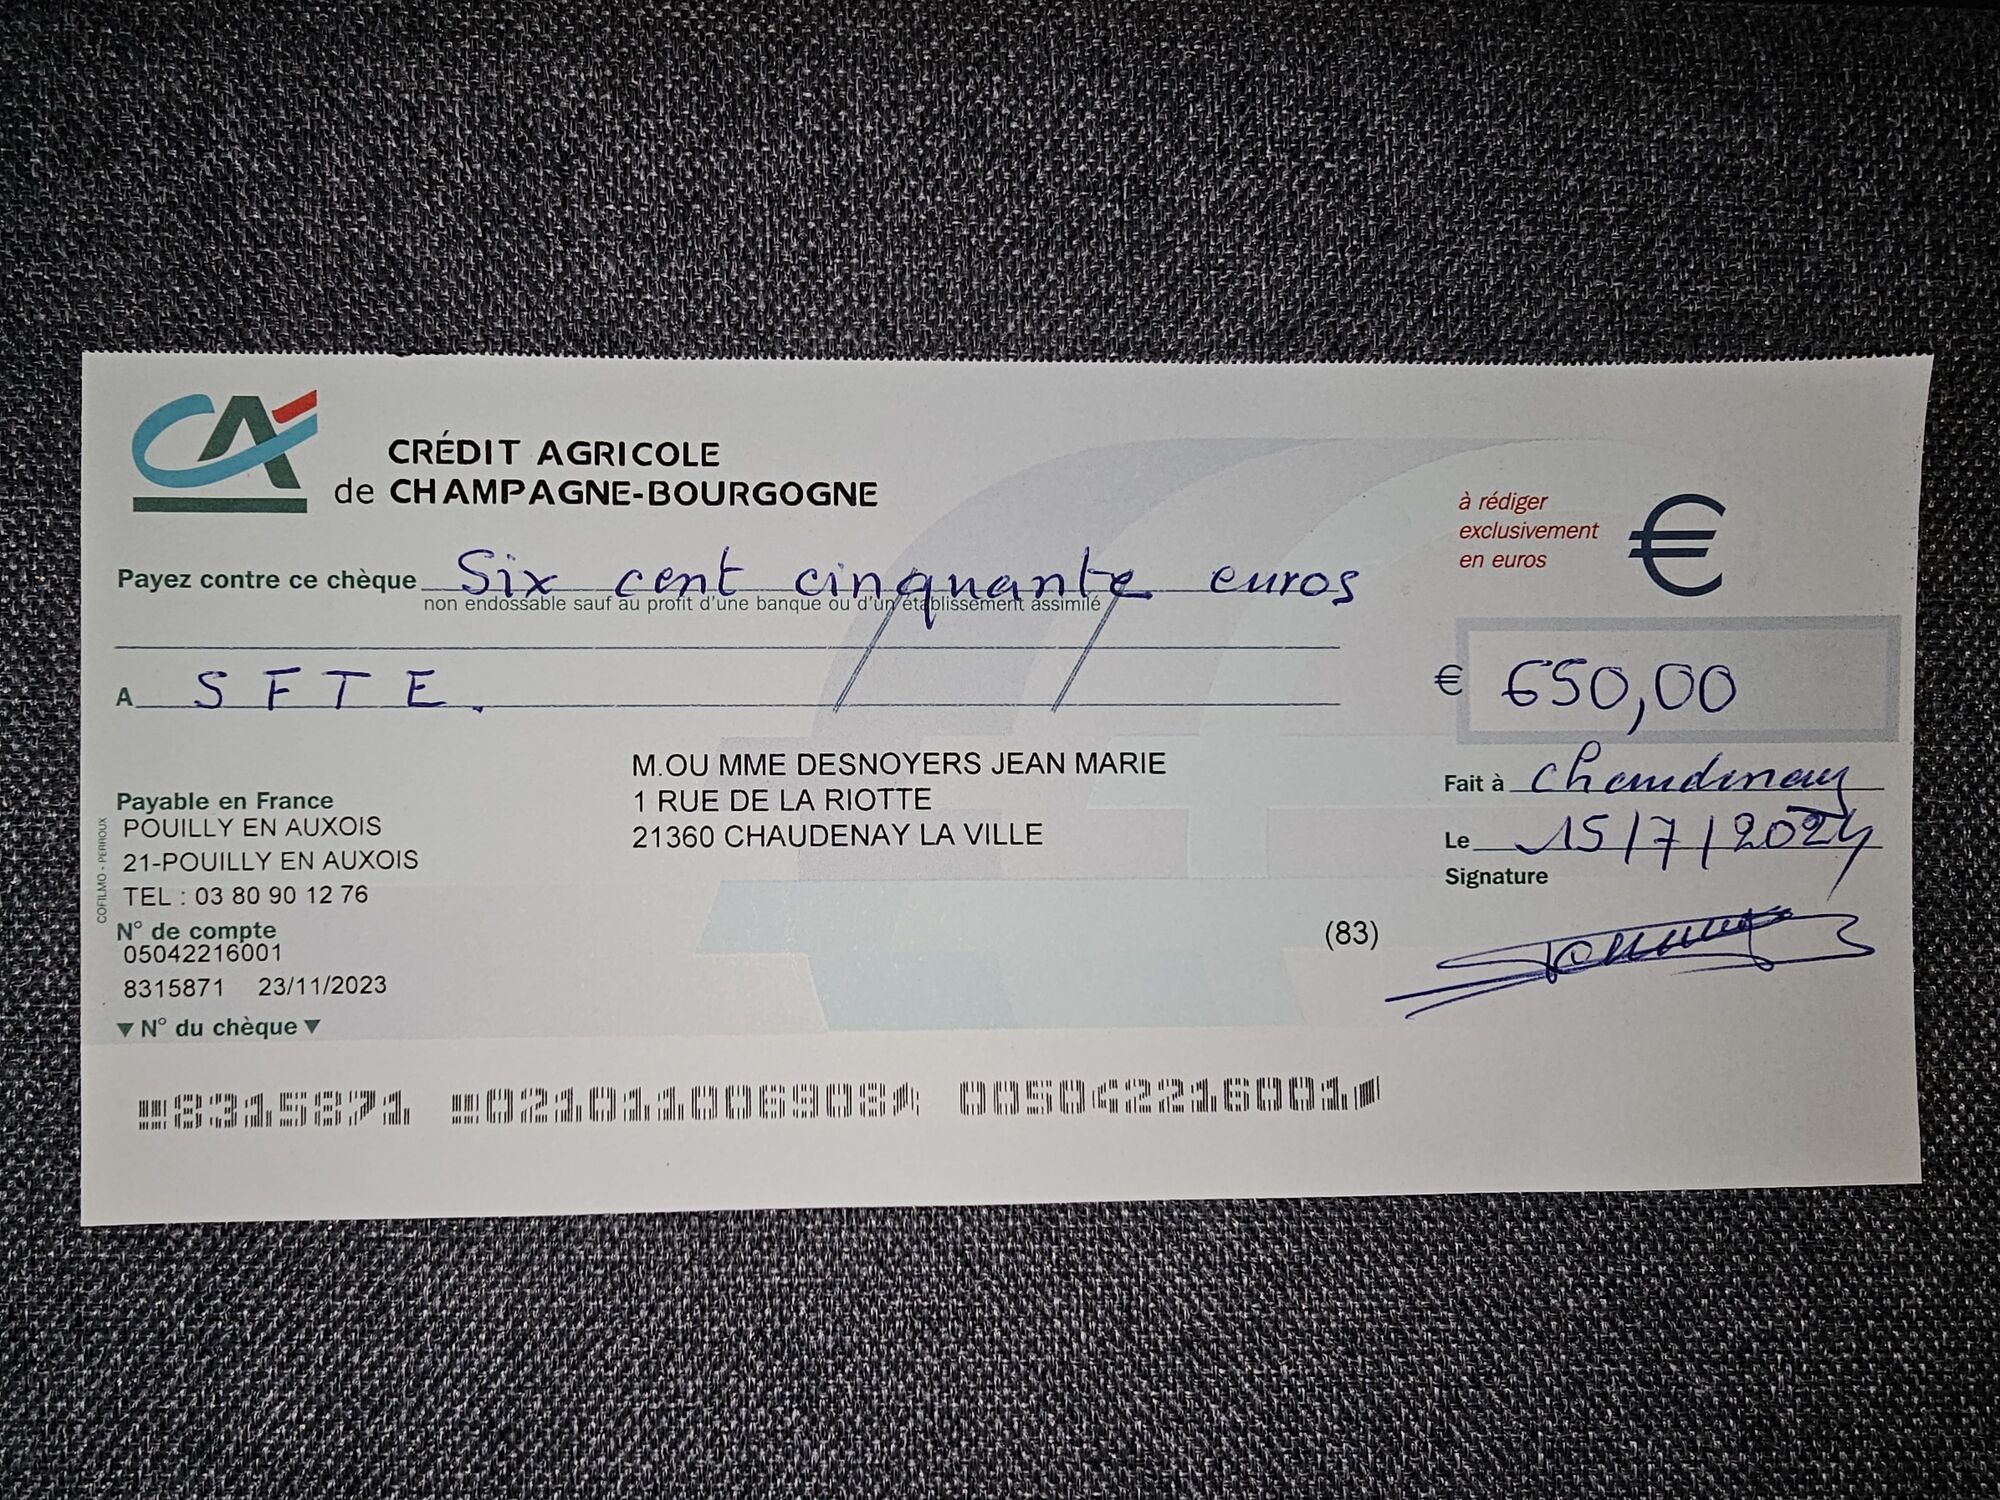 CA
CRÉDIT AGRICOLE
de CHAMPAGNE-BOURGOGNE
à rédiger
exclusivement
en euros
€
Payez contre ce chèque Six cent cinquante euros
non endossable sauf au profit d'une banque ou d'un établissement assimilé
A S F T E.
€ 650,00
M.OU MME DESNOYERS JEAN MARIE
1 RUE DE LA RIOTTE
21360 CHAUDENAY LA VILLE
Fait à Chaudenay
Le 15/7/2024
Signature
Payable en France
POUILLY EN AUXOIS
21-POUILLY EN AUXOIS
TEL : 03 80 90 12 76
N° de compte
05042216001
8315871 23/11/2023
N° du chèque
COFILMO - PERROUX
(83)
8315871 021011006908 005042216001